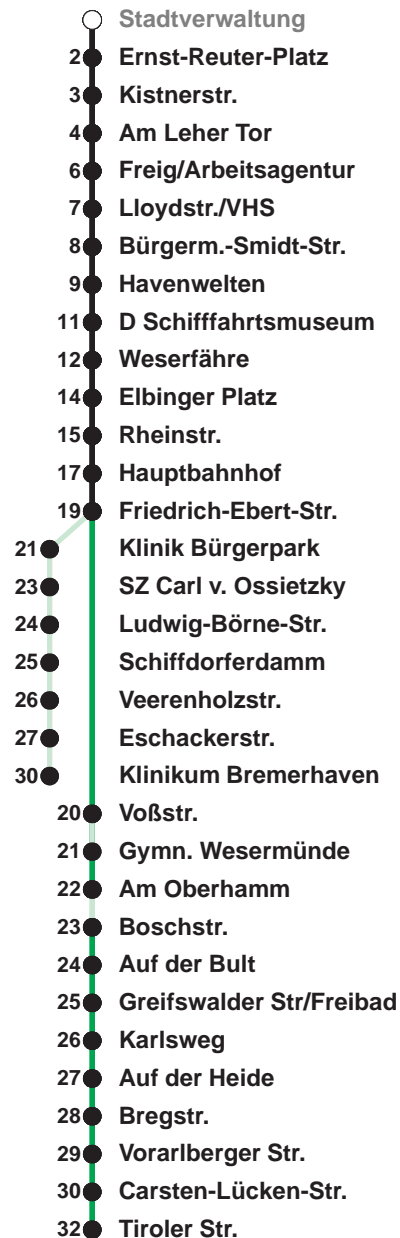 Stadtverwaltung
2 Ernst-Reuter-Platz
3 Kistnerstr.
4 Am Leher Tor
6 Freig/Arbeitsagentur
7 Lloydstr./VHS
8 Bürgerm.-Smidt-Str.
9 Havenwelten
11 D Schifffahrtsmuseum
12 Weserfähre
14 Elbinger Platz
15 Rheinstr.
17 Hauptbahnhof
19 Friedrich-Ebert-Str.
21 Klinik Bürgerpark
23 SZ Carl v. Ossietzky
24 Ludwig-Börne-Str.
25 Schiffdorferdamm
26 Veerenholzstr.
27 Eschackerstr.
30 Klinikum Bremerhaven
20 Voßstr.
21 Gymn. Wesermünde
22 Am Oberhamm
23 Boschstr.
24 Auf der Bult
25 Greifswalder Str/Freibad
26 Karlsweg
27 Auf der Heide
28 Bregstr.
29 Vorarlberger Str.
30 Carsten-Lücken-Str.
32 Tiroler Str.